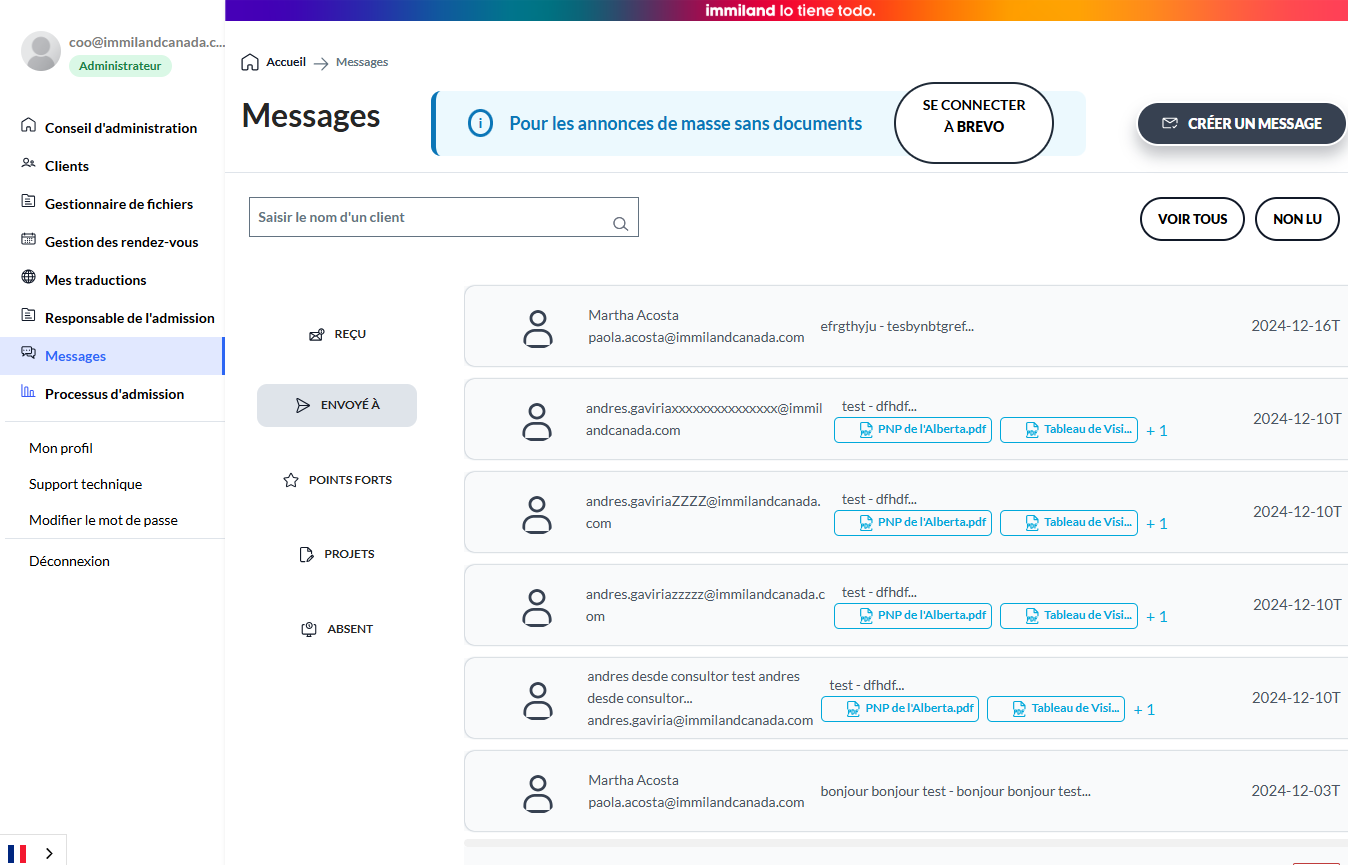 immiland lo tiene todo.
coo@immilandcanada.c...
Administrateur
Conseil d'administration
Clients
Gestionnaire de fichiers
Gestion des rendez-vous
Mes traductions
Responsable de l'admission
Messages
Processus d'admission
Mon profil
Support technique
Modifier le mot de passe
Déconnexion
Accueil
Messages
Messages
Pour les annonces de masse sans documents
SE CONNECTER
À BREVO
CRÉER UN MESSAGE
Saisir le nom d'un client
VOIR TOUS
NON LU
REÇU
ENVOYÉ À
POINTS FORTS
PROJETS
ABSENT
Martha Acosta
paola.acosta@immilandcanada.com
efrgthyju - tesbynbtgref...
2024-12-16T
andres.gaviriaxxxxxxxxxxxxxxx@immil
andcanada.com
test - dfhdf...
PNP de l'Alberta.pdf
Tableau de Visi...
+ 1
2024-12-10T
andres.gaviriaZZZZ@immilandcanada.
com
test - dfhdf...
PNP de l'Alberta.pdf
Tableau de Visi...
+ 1
2024-12-10T
andres.gaviriazzzzz@immilandcanada.c
om
test - dfhdf...
PNP de l'Alberta.pdf
Tableau de Visi...
+ 1
2024-12-10T
andres desde consultor test andres
desde consultor...
andres.gaviria@immilandcanada.com
test - dfhdf...
PNP de l'Alberta.pdf
Tableau de Visi...
+ 1
2024-12-10T
Martha Acosta
paola.acosta@immilandcanada.com
bonjour bonjour test - bonjour bonjour test...
2024-12-03T